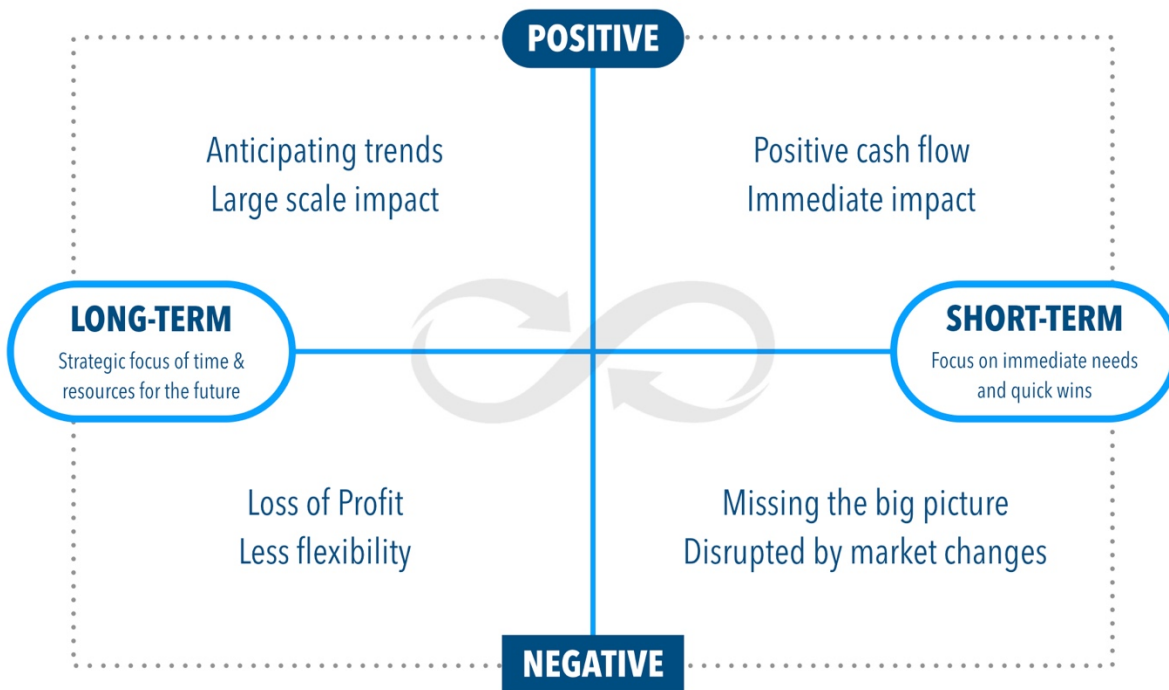 POSITIVE
Anticipating trends
Large scale impact
Positive cash flow
Immediate impact
LONG-TERM
Strategic focus of time &
resources for the future
SHORT-TERM
Focus on immediate needs
and quick wins
Loss of Profit
Less flexibility
Missing the big picture
Disrupted by market changes
NEGATIVE